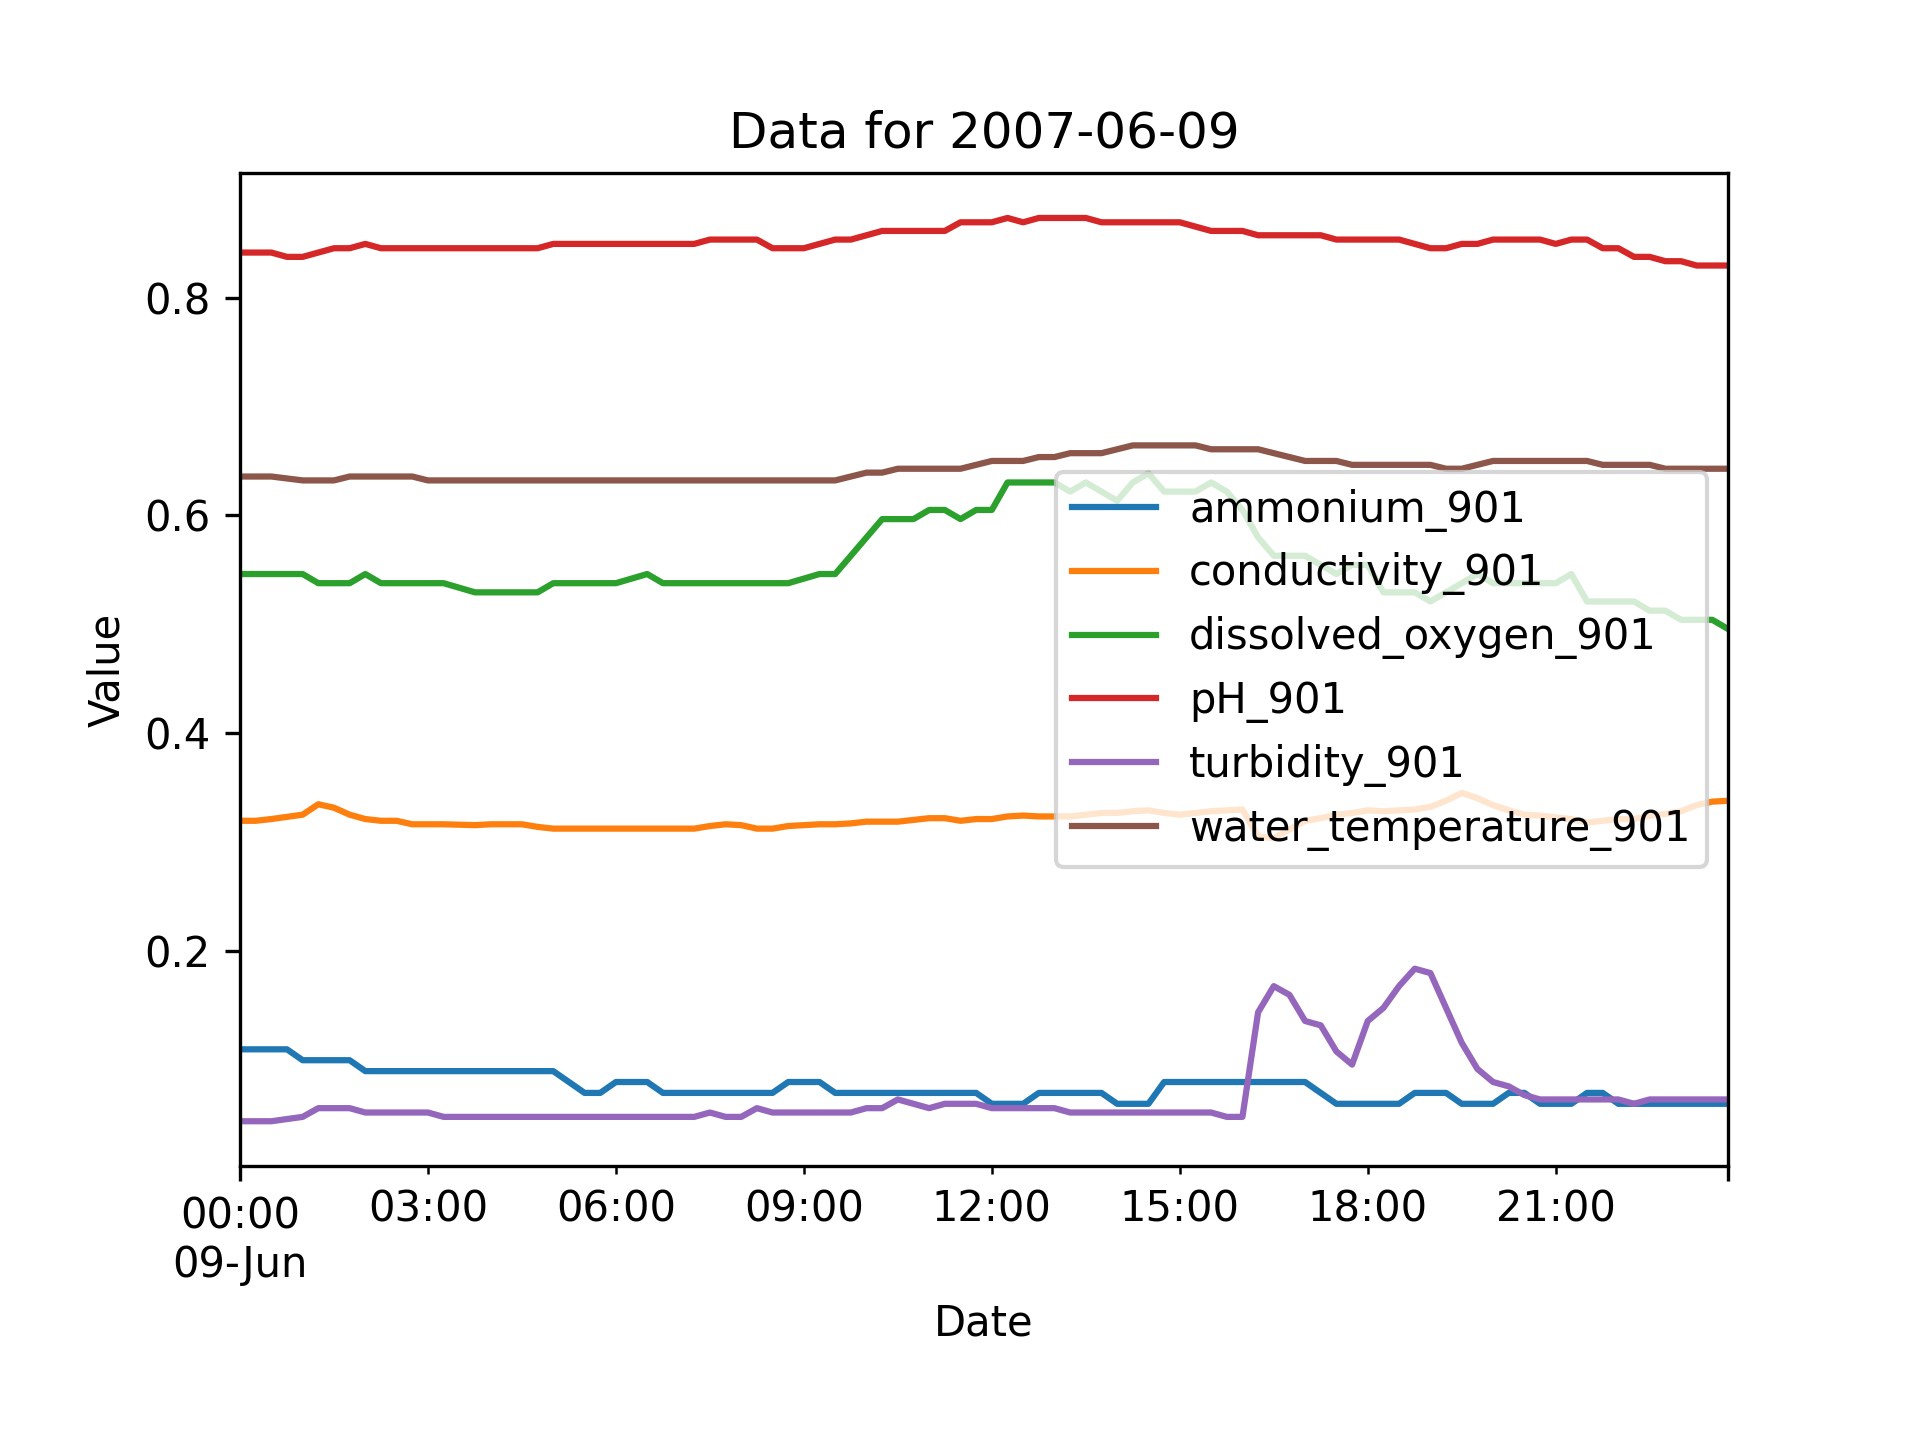 Data for 2007-06-09
Value
0.8
0.6
0.4
0.2
ammonium_901
conductivity_901
dissolved_oxygen_901
pH_901
turbidity_901
water_temperature_901
00:00 03:00 06:00 09:00 12:00 15:00 18:00 21:00
09-Jun
Date